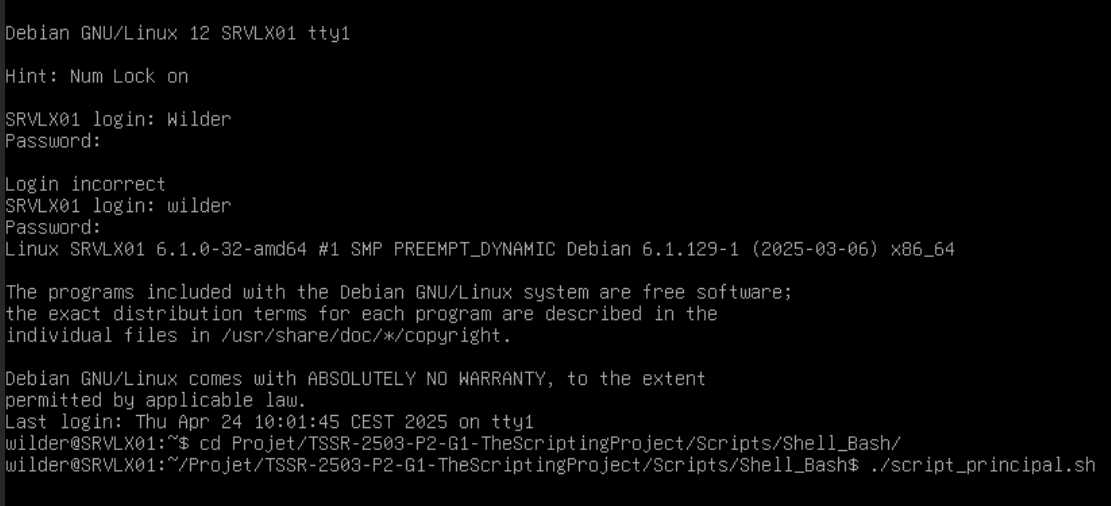 Debian GNU/Linux 12 SRVLX01 tty1
Hint: Num Lock on
SRVLX01 login: Wilder
Password:
Login incorrect
SRVLX01 login: wilder
Password:
Linux SRVLX01 6.1.0-32-amd64 #1 SMP PREEMPT_DYNAMIC Debian 6.1.129-1 (2025-03-06) x86_64
The programs included with the Debian GNU/Linux system are free software;
the exact distribution terms for each program are described in the
individual files in /usr/share/doc/*/copyright.
Debian GNU/Linux comes with ABSOLUTELY NO WARRANTY, to the extent
permitted by applicable law.
Last login: Thu Apr 24 10:01:45 CEST 2025 on tty1
wilder@SRVLX01:~$ cd Projet/TSSR-2503-P2-G1-TheScriptingProject/Scripts/Shell_Bash/
wilder@SRVLX01:~/Projet/TSSR-2503-P2-G1-TheScriptingProject/Scripts/Shell_Bash$ ./script_principal.sh